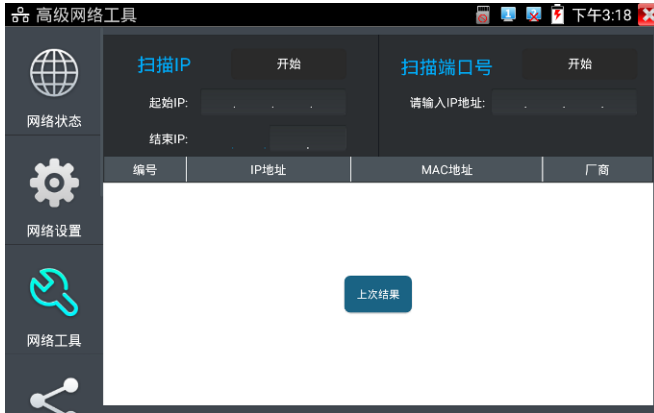 高级网络工具
下午3:18
网络状态
网络设置
网络工具
扫描IP
开始
起始IP:
. . .
结束IP:
. . .
扫描端口号
开始
请输入IP地址:
. . .
编号 IP地址 MAC地址 厂商
上次结果